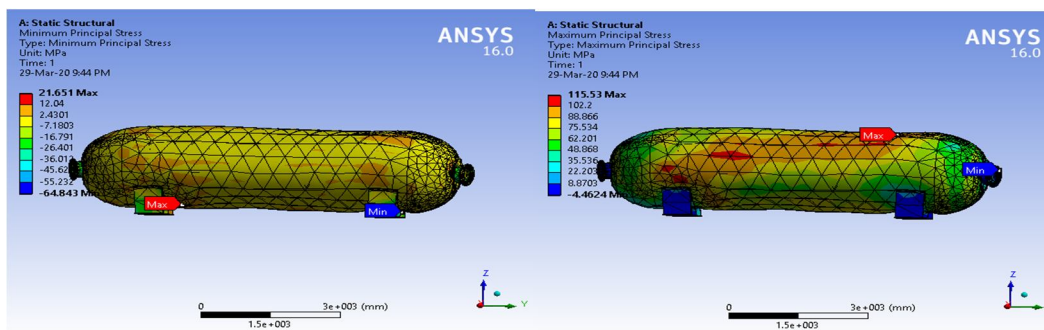 A: Static Structural
Minimum Principal Stress
Type: Minimum Principal Stress
Unit: MPa
Time: 1
29-Mar-20 9:44 PM
ANSYS
16.0
21.651 Max
12.04
2.4301
-7.1803
-16.791
-26.401
-55.232
Max
Min
0
3e+003 (mm)
1.5e+003
Z
Y
A: Static Structural
Maximum Principal Stress
Type: Maximum Principal Stress
Unit: MPa
Time: 1
29-Mar-20 9:44 PM
ANSYS
16.0
115.53 Max
102.2
88.866
75.534
62.201
48.868
35.536
22.203
8.8703
Max
Min
0
3e+003 (mm)
1.5e+003
Z